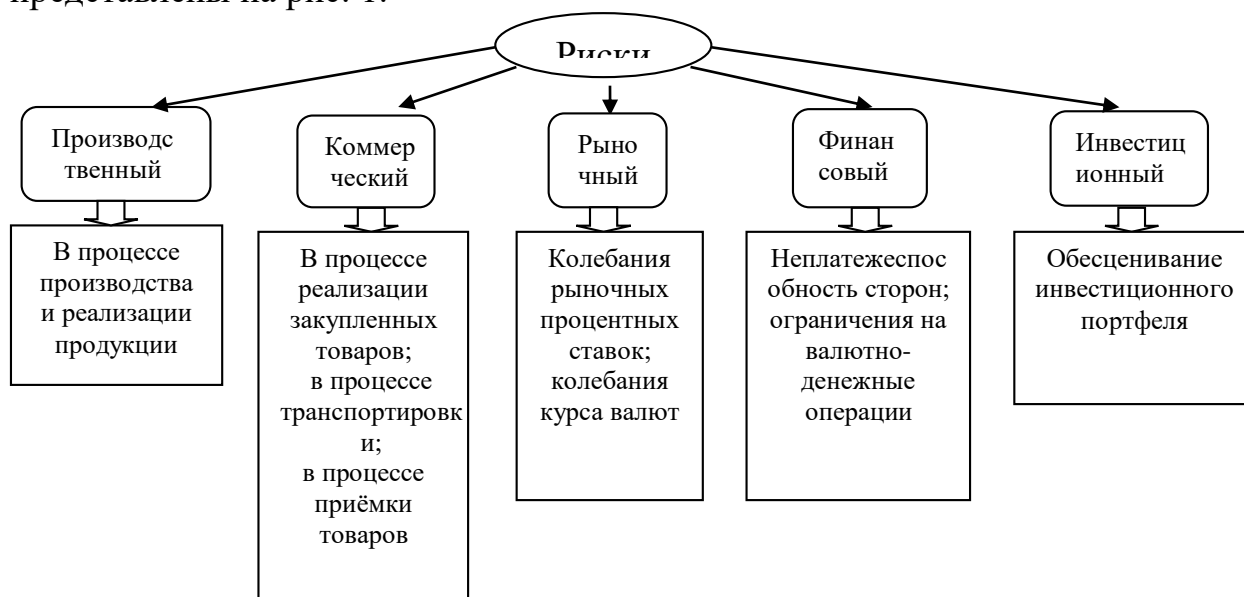 представлены на рис. 1.
Риски
Производс
твенный
Коммер
ческий
Рыно
чный
Финан
совый
Инвестиц
ионный
В процессе
производства
и реализации
продукции
В процессе
реализации
закупленных
товаров;
в процессе
транспортировк
и;
в процессе
приёмки
товаров
Колебания
рыночных
процентных
ставок;
колебания
курса валют
Неплатежеспос
обность сторон;
ограничения на
валютно-
денежные
операции
Обесценивание
инвестиционного
портфеля